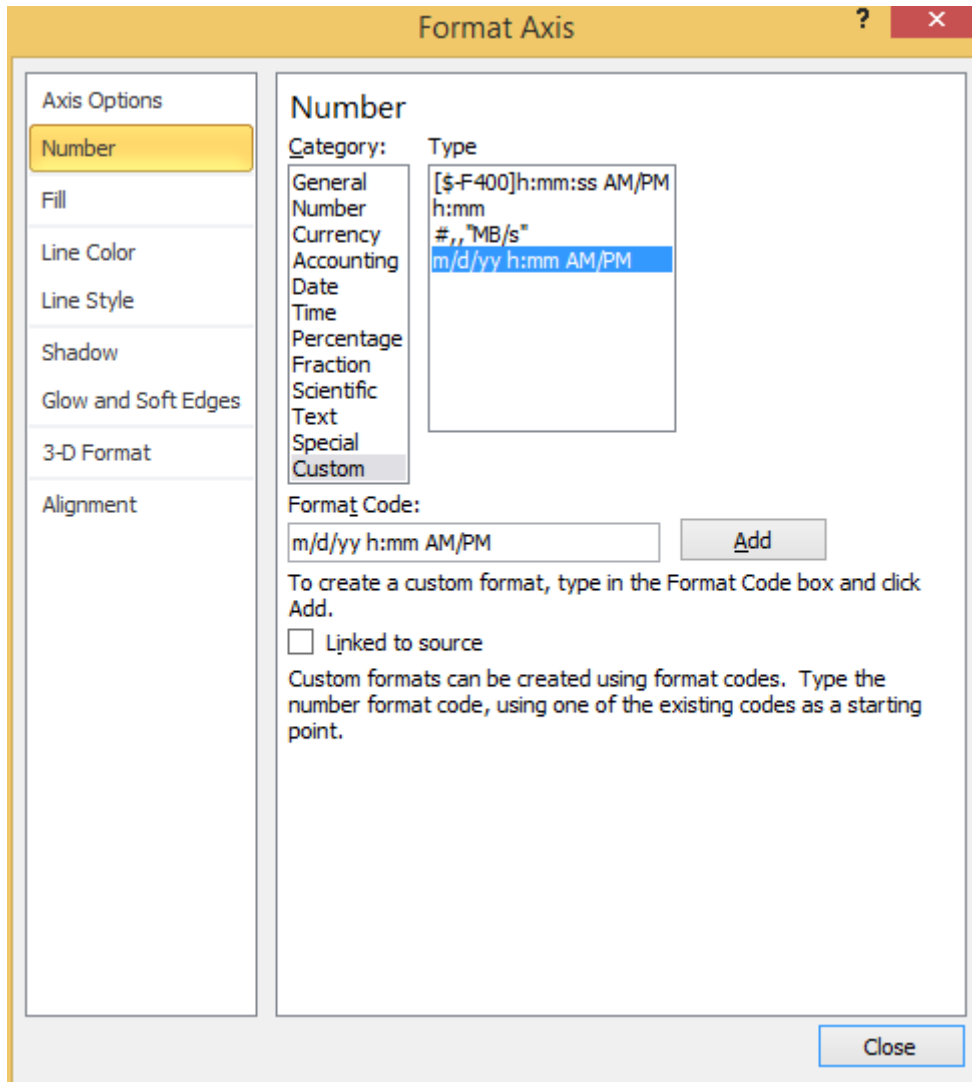 Format Axis
?
×
Axis Options
Number
Fill
Line Color
Line Style
Shadow
Glow and Soft Edges
3-D Format
Alignment
Number
Category:
General
Number
Currency
Accounting
Date
Time
Percentage
Fraction
Scientific
Text
Special
Custom
Type
[$-F400]h:mm:ss AM/PM
h:mm
#,,"MB/s"
m/d/yy h:mm AM/PM
Format Code:
m/d/yy h:mm AM/PM
Add
To create a custom format, type in the Format Code box and click
Add.
Linked to source
Custom formats can be created using format codes. Type the
number format code, using one of the existing codes as a starting
point.
Close